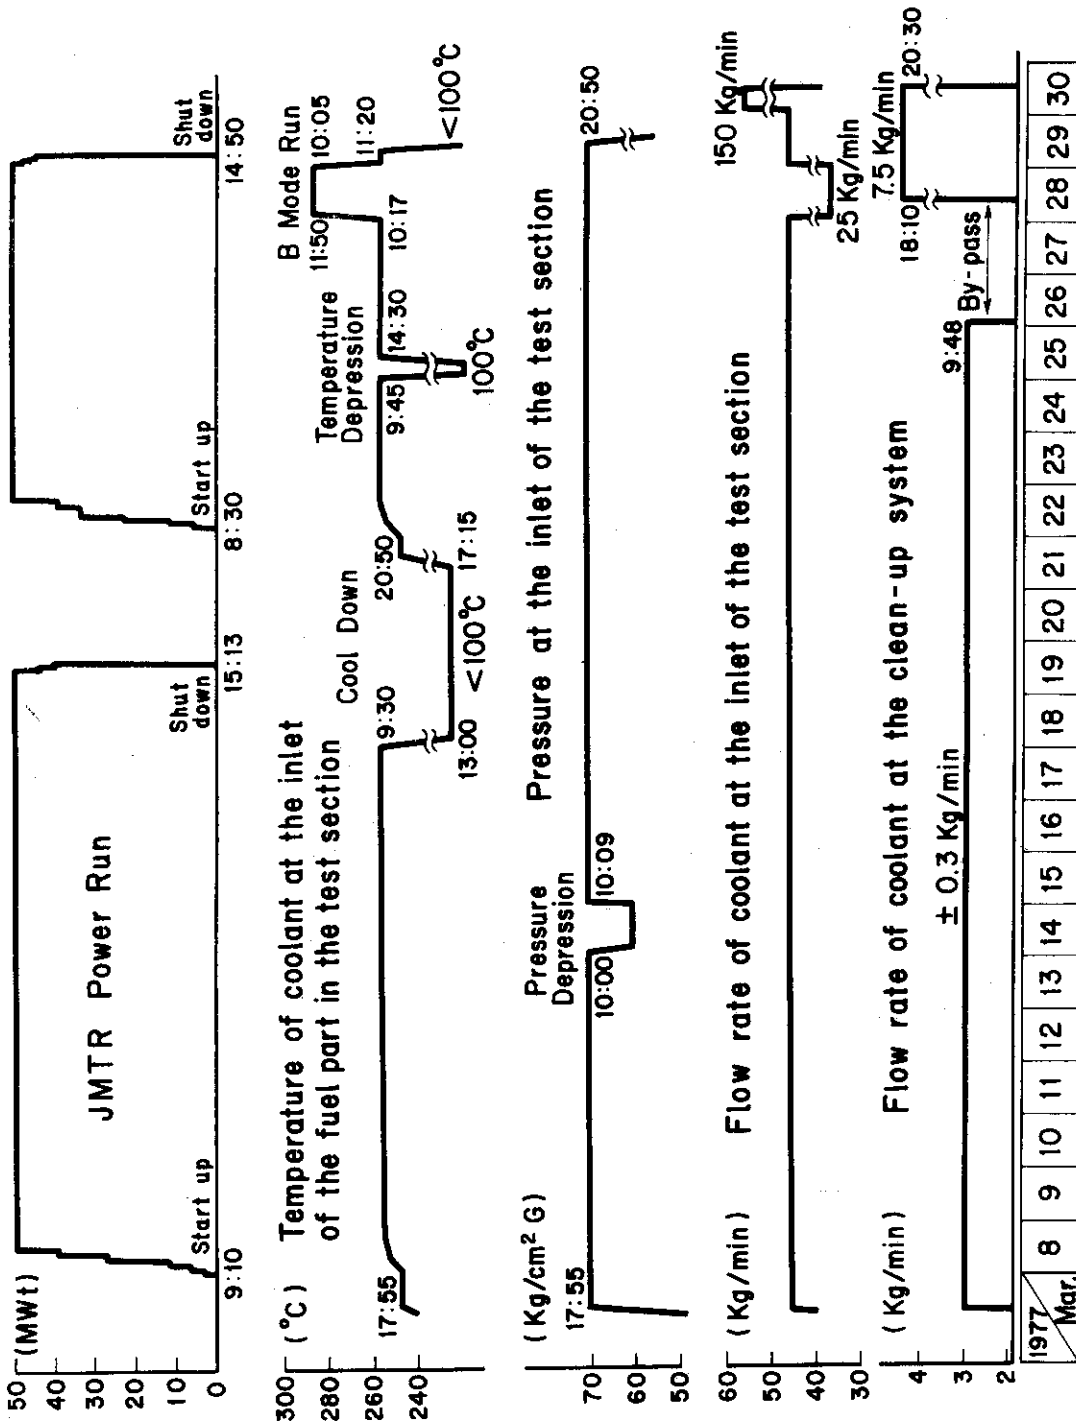 (MWt)
50
40
30
20
10
0
JMTR Power Run
Start up
9:10
Shut
down
15:13
Start up
8:30
Shut
down
14:50
(°C)
300
260
240
Temperature of coolant at the inlet
of the fuel part in the test section
17:55
9:30
13:00
Cool Down
<100°C
20:50
17:15
Temperature
Depression
9:45
14:30
100°C
B Mode Run
11:50
10:05
10:17
11:20
<100°C
(Kg/cm² G)
70
60
50
Pressure at the inlet of the test section
17:55
Pressure
Depression
10:00
10:09
20:50
(Kg/min)
60
50
40
30
Flow rate of coolant at the inlet of the test section
150 Kg/min
25 Kg/min
(Kg/min)
4
3
2
Flow rate of coolant at the clean-up system
± 0.3 Kg/min
9:48
By-pass
18:10
7.5 Kg/min
20:30
1977
Mar.
8 9 10 11 12 13 14 15 16 17 18 19 20 21 22 23 24 25 26 27 28 29 30